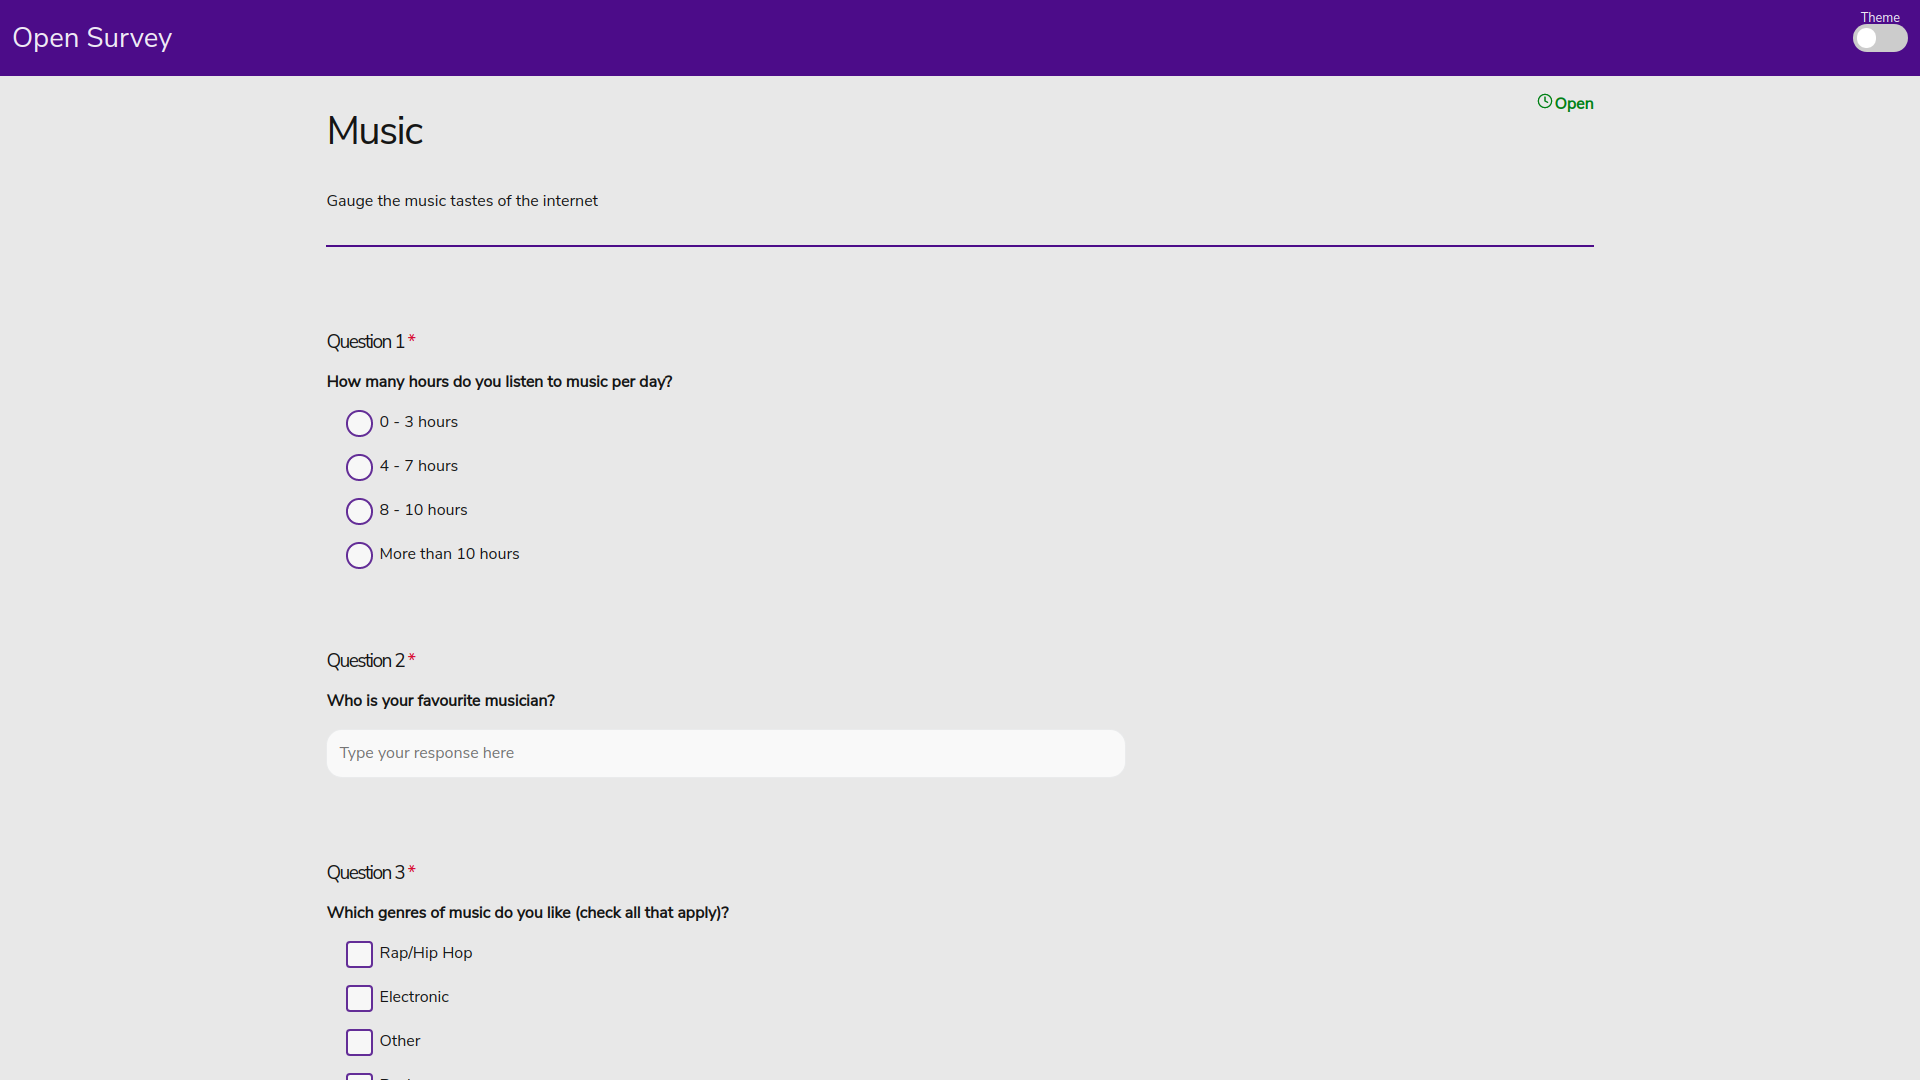 Open Survey
Theme
Open
Music
Gauge the music tastes of the internet
Question 1 *
How many hours do you listen to music per day?
0 - 3 hours
4 - 7 hours
8 - 10 hours
More than 10 hours
Question 2 *
Who is your favourite musician?
Type your response here
Question 3 *
Which genres of music do you like (check all that apply)?
Rap/Hip Hop
Electronic
Other